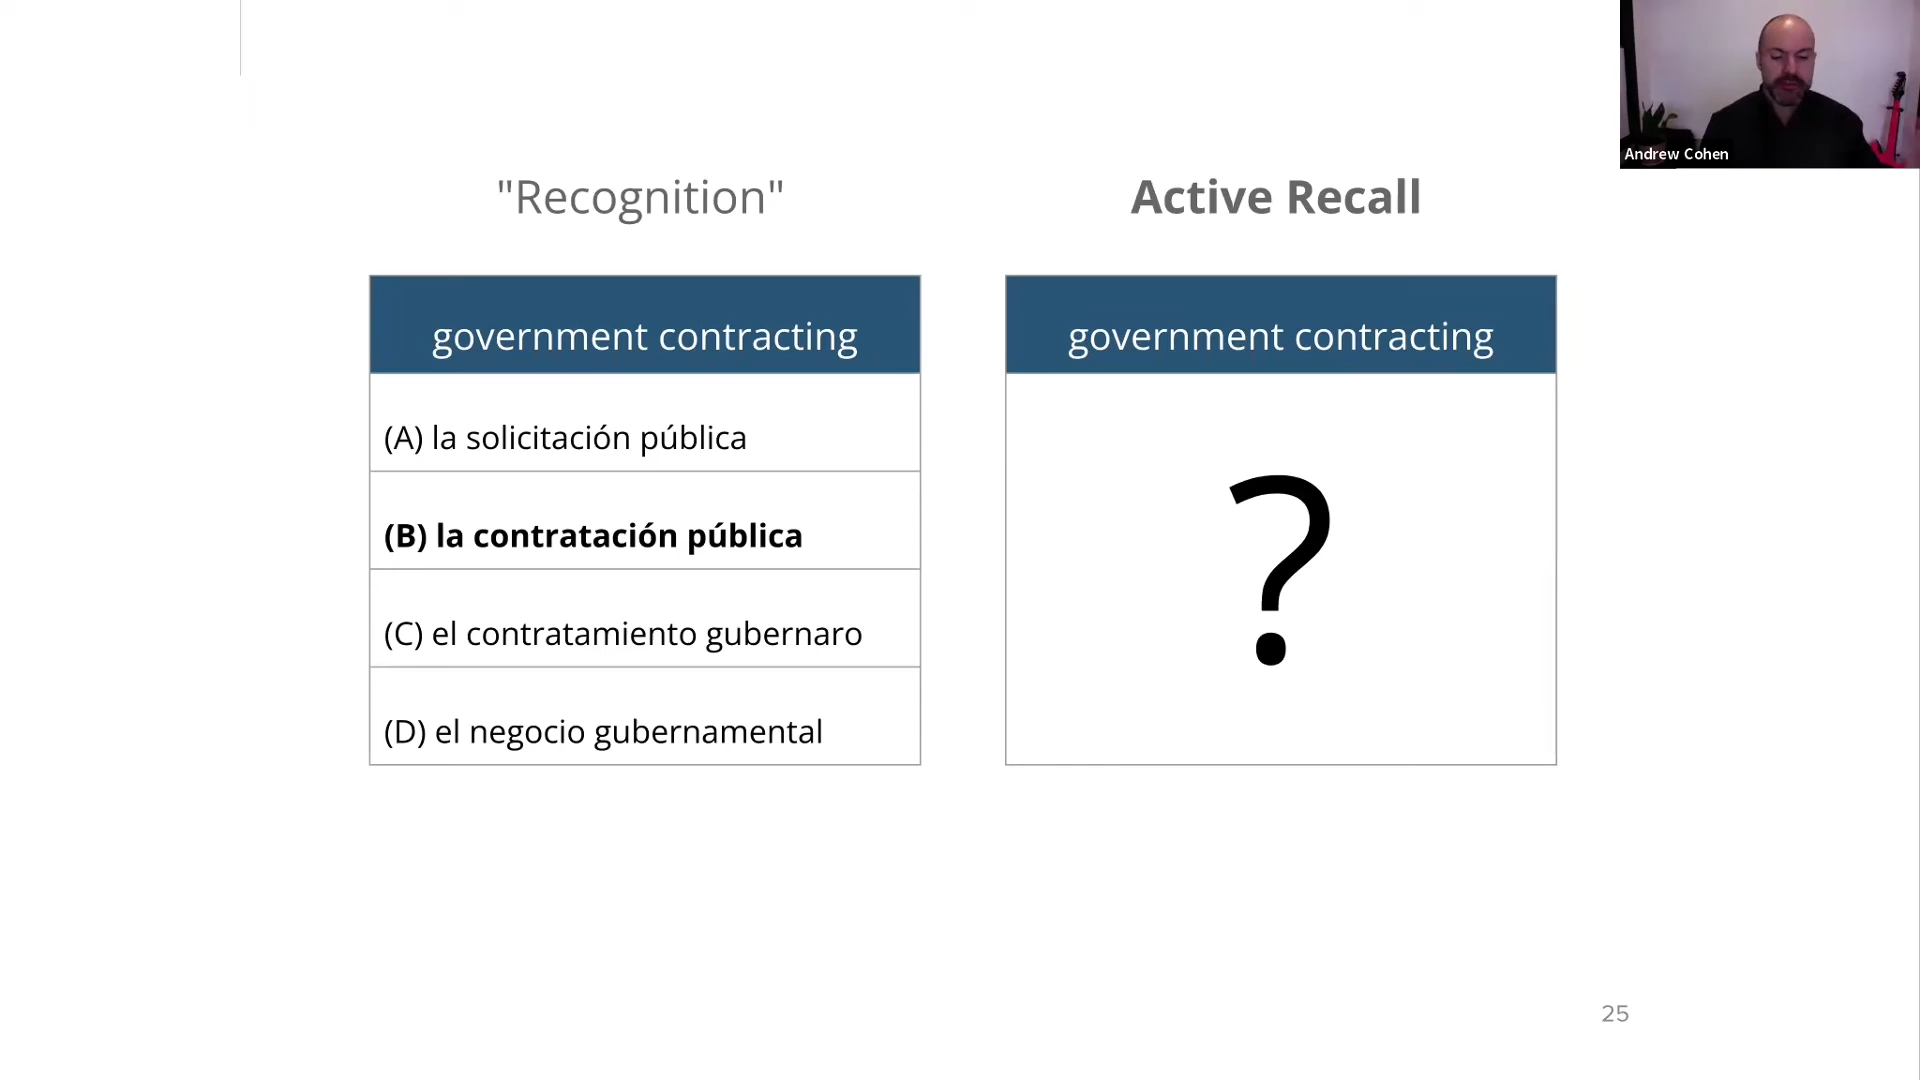 Andrew Cohen
"Recognition"
Active Recall
government contracting
(A) la solicitación pública
(B) la contratación pública
(C) el contratamiento gubernaro
(D) el negocio gubernamental
government contracting
?
25